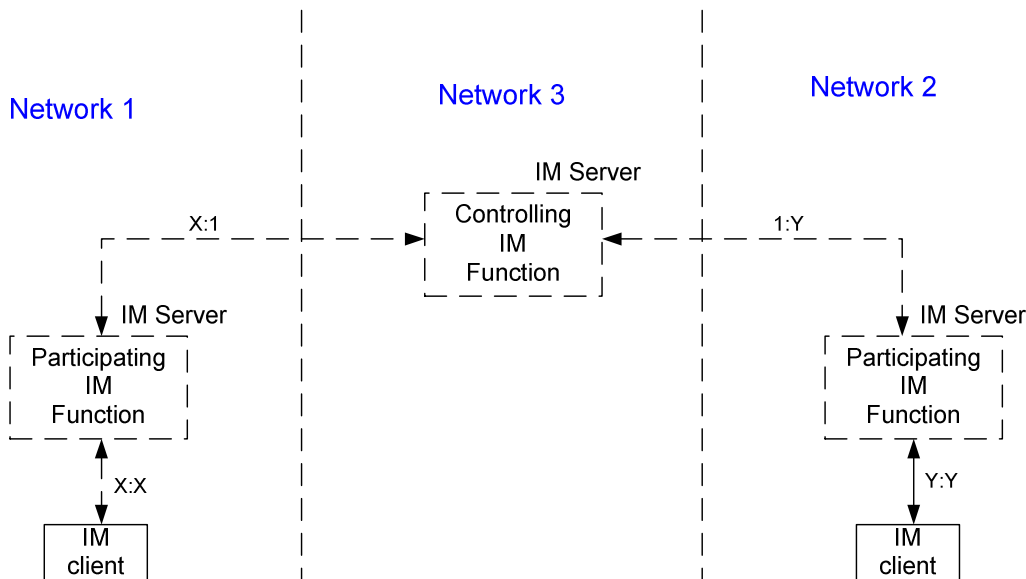 Network 1
Network 3
Network 2
IM Server
Controlling
IM
Function
X:1
1:Y
IM Server
Participating
IM
Function
IM Server
Participating
IM
Function
X:X
Y:Y
IM
client
IM
client